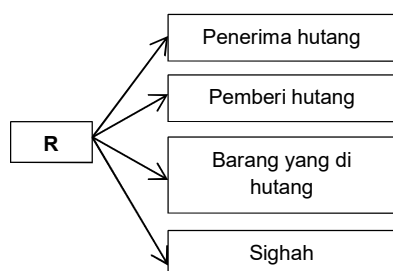 Penerima hutang
Pemberi hutang
R
Barang yang di
hutang
Sighah